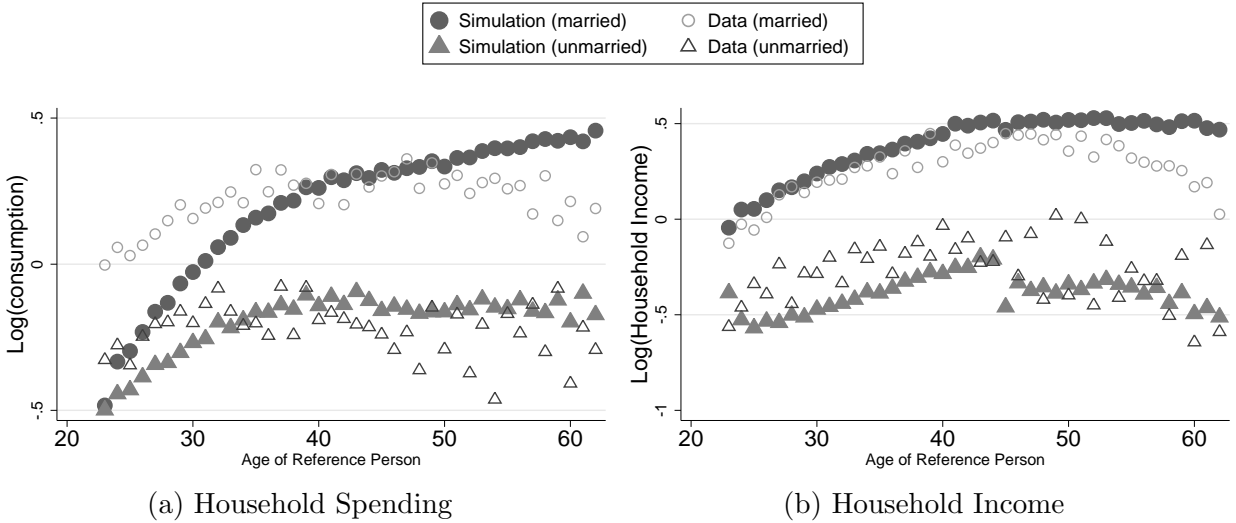 Simulation (married) Data (married)
Simulation (unmarried) Data (unmarried)
Log(consumption)
.5
0
-.5
20 30 40 50 60
Age of Reference Person
(a) Household Spending
Log(Household Income)
.5
0
-.5
-1
20 30 40 50 60
Age of Reference Person
(b) Household Income